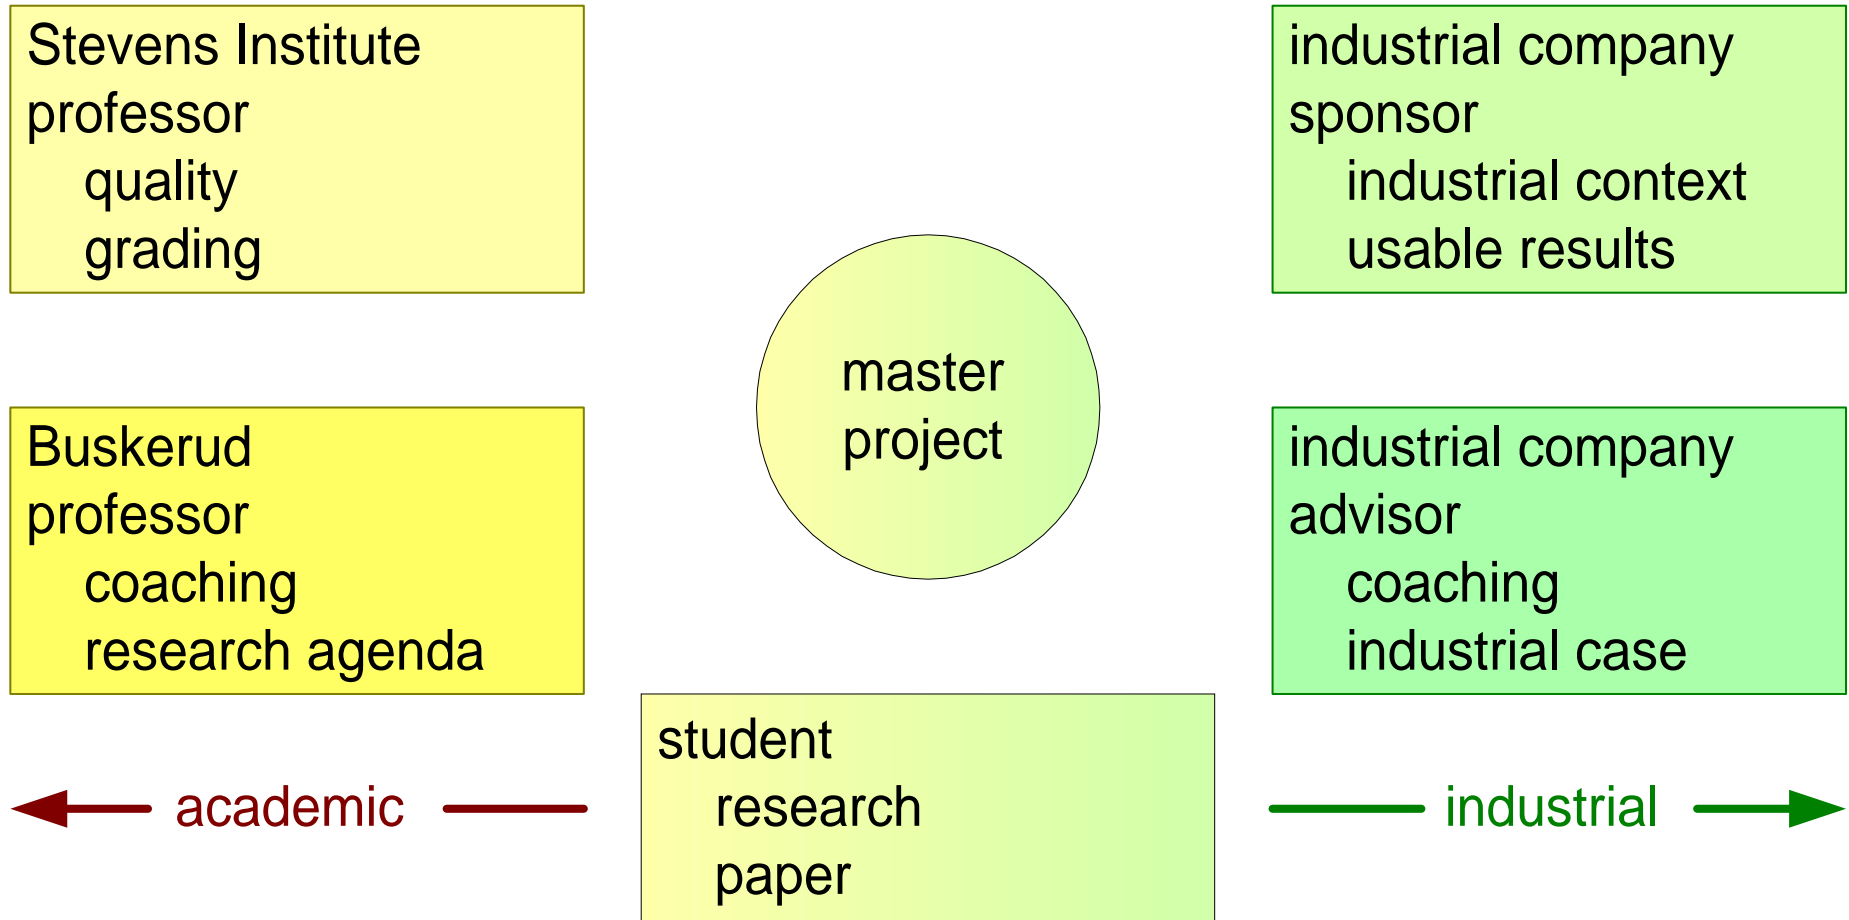 Stevens Institute
professor
quality
grading
industrial company
sponsor
industrial context
usable results
master
project
Buskerud
professor
coaching
research agenda
industrial company
advisor
coaching
industrial case
student
research
paper
academic
industrial